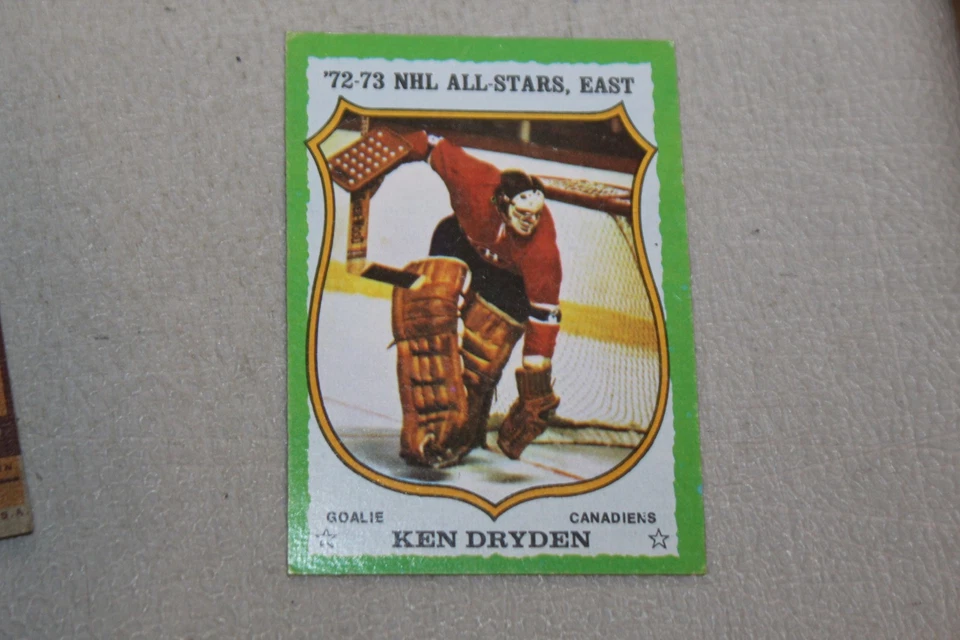 '72-73 NHL ALL-STARS, EAST
GOALIE
CANADIENS
KEN DRYDEN